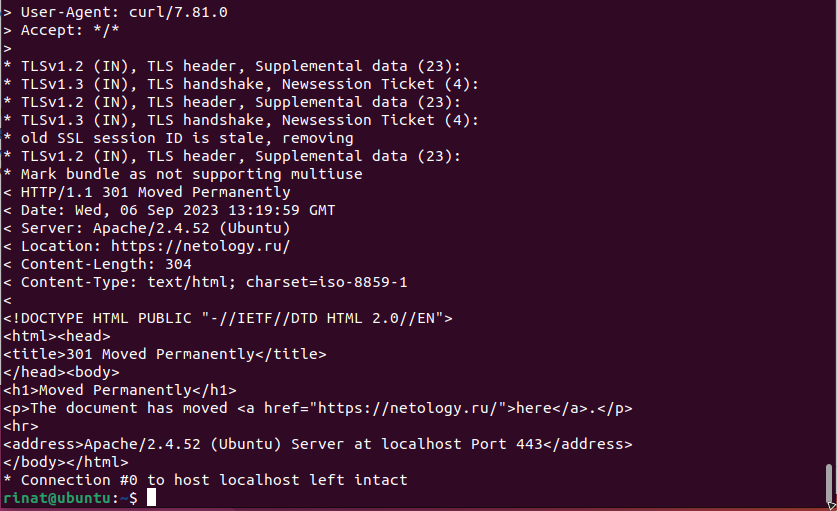 > User-Agent: curl/7.81.0
> Accept: */*
>
* TLSv1.2 (IN), TLS header, Supplemental data (23):
* TLSv1.3 (IN), TLS handshake, Newsession Ticket (4):
* TLSv1.2 (IN), TLS header, Supplemental data (23):
* TLSv1.3 (IN), TLS handshake, Newsession Ticket (4):
* old SSL session ID is stale, removing
* TLSv1.2 (IN), TLS header, Supplemental data (23):
* Mark bundle as not supporting multiuse
< HTTP/1.1 301 Moved Permanently
< Date: Wed, 06 Sep 2023 13:19:59 GMT
< Server: Apache/2.4.52 (Ubuntu)
< Location: https://netology.ru/
< Content-Length: 304
< Content-Type: text/html; charset=iso-8859-1
<
<!DOCTYPE HTML PUBLIC "-//IETF//DTD HTML 2.0//EN">
<html><head>
<title>301 Moved Permanently</title>
</head><body>
<h1>Moved Permanently</h1>
<p>The document has moved <a href="https://netology.ru/">here</a>.</p>
<hr>
<address>Apache/2.4.52 (Ubuntu) Server at localhost Port 443</address>
</body></html>
* Connection #0 to host localhost left intact
rinat@ubuntu:~$